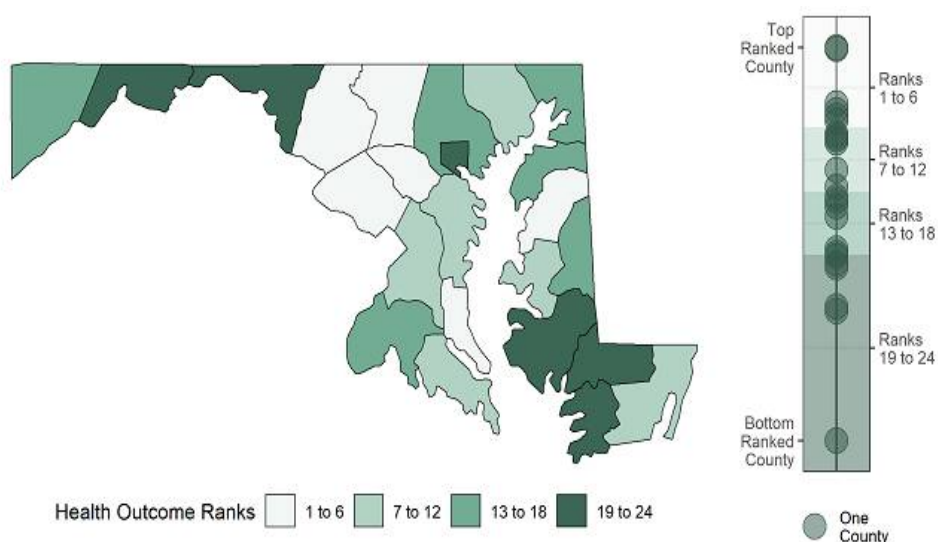 Top
Ranked
County
Ranks
1 to 6
Ranks
7 to 12
Ranks
13 to 18
Ranks
19 to 24
Bottom
Ranked
County
Health Outcome Ranks 1 to 6 7 to 12 13 to 18 19 to 24
One
County